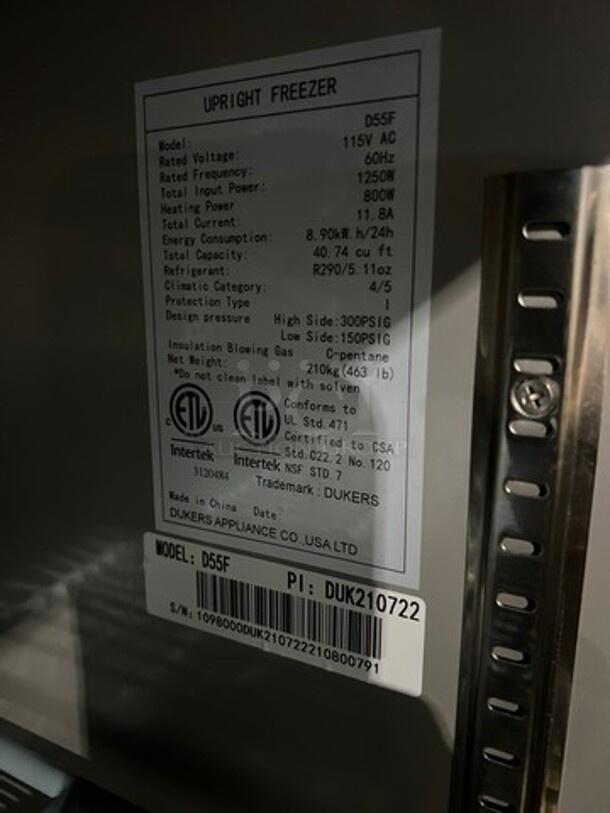 UPRIGHT FREEZER
Model: D55F
Rated Voltage: 115V AC
Rated Frequency: 60Hz
Total Input Power: 1250W
Heating Power 800W
Total Current: 11.8A
Energy Consumption: 8.90kW.h/24h
Total Capacity: 40.74 cu ft
Refrigerant: R290/5.11oz
Climatic Category: 4/5
Protection Type I
Design pressure High Side:300PSIG
Low Side:150PSIG
Insulation Blowing Gas C-pentane
Net Weight: 210kg(463 lb)
*Do not clean label with solven
ETL ETL
C US
Intertek Intertek
3120484
Conforms to
UL Std.471
Certified to CSA
Std.C22.2 No.120
NSF STD.7
Trademark : DUKERS
Made in China Date:
DUKERS APPLIANCE CO.,USA LTD
MODEL: D55F PI: DUK210722
S/N: 1098000DUK210722210800791